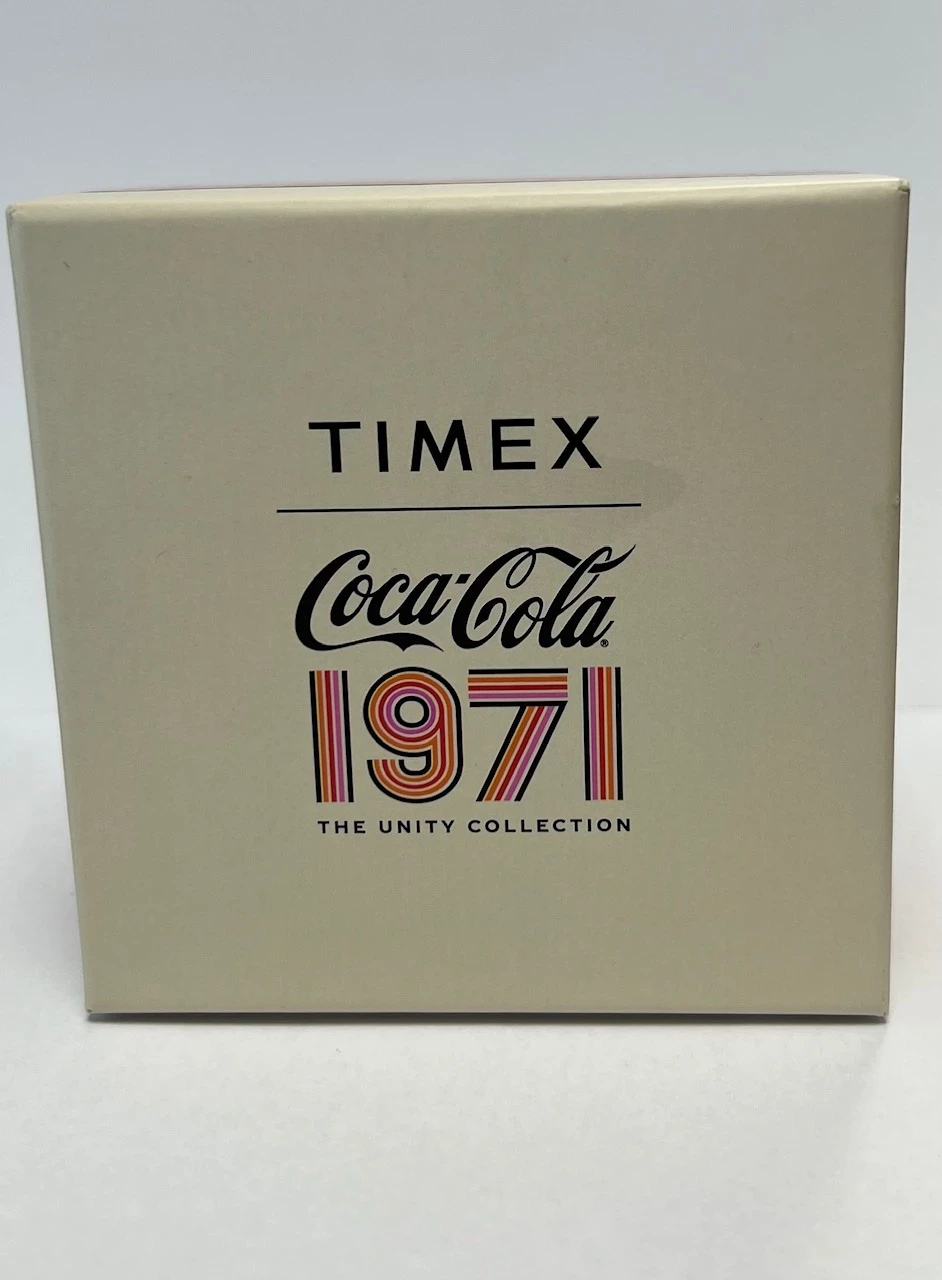 TIMEX
Coca-Cola®
1971
THE UNITY COLLECTION